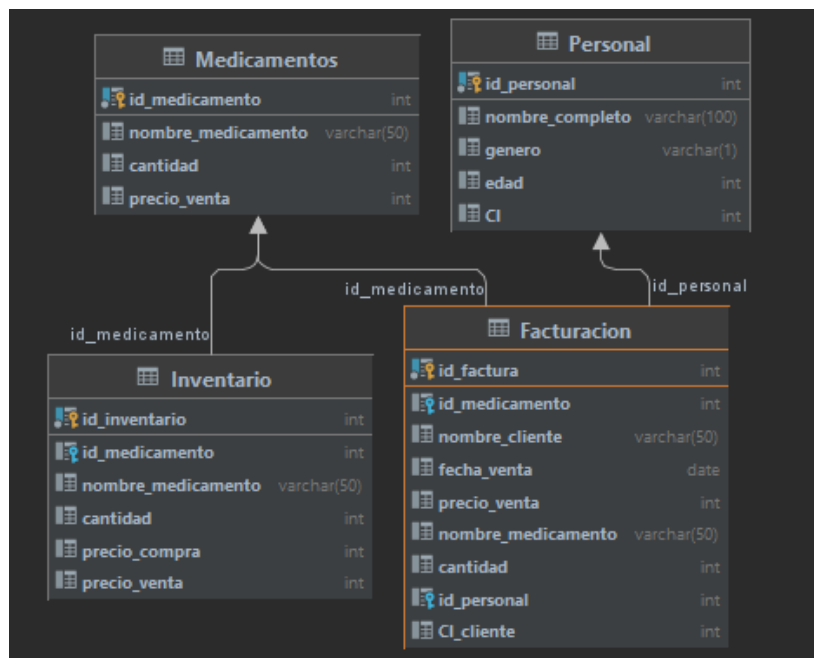 Medicamentos
id_medicamento int
nombre_medicamento varchar(50)
cantidad int
precio_venta int
Personal
id_personal int
nombre_completo varchar(100)
genero varchar(1)
edad int
CI int
id_medicamento
id_personal
id_medicamento
Inventario
id_inventario int
id_medicamento int
nombre_medicamento varchar(50)
cantidad int
precio_compra int
precio_venta int
Facturacion
id_factura int
id_medicamento int
nombre_cliente varchar(50)
fecha_venta date
precio_venta int
nombre_medicamento varchar(50)
cantidad int
id_personal int
CI_cliente int